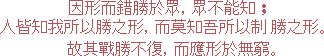 因形而錯勝於眾，眾不能知；
人皆知我所以勝之形，而莫知吾所以制 勝之形。
故其戰勝不復，而應形於無窮。